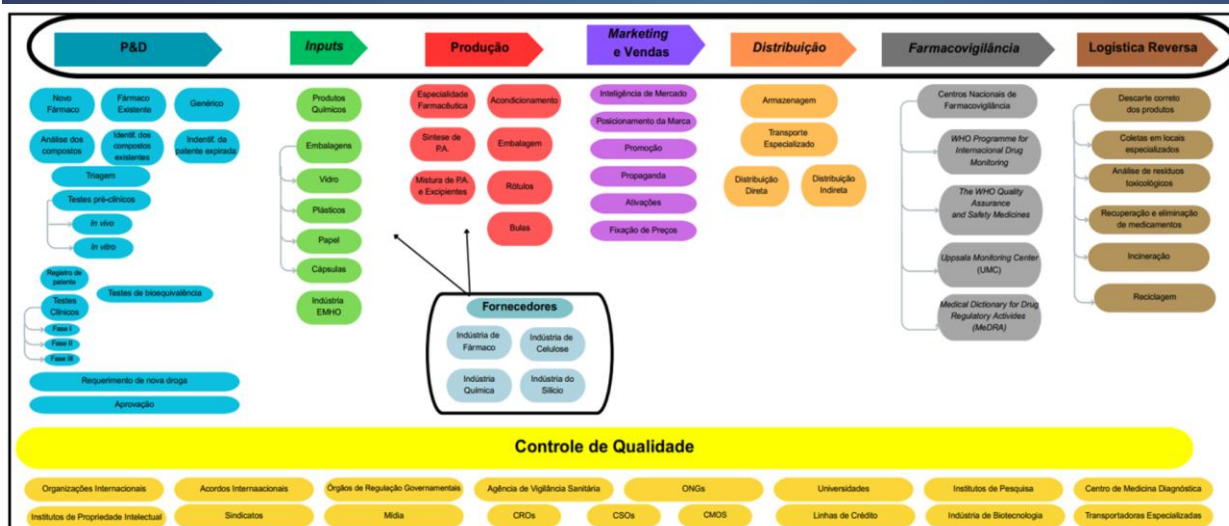 P&D
Inputs
Produção
Marketing
e Vendas
Distribuição
Farmacovigilância
Logística Reversa
Novo
Fármaco
Fármaco
Existente
Genérico
Análise dos
compostos
Identif. dos
compostos
existentes
Indentif. da
patente expirada
Triagem
Testes pré-clínicos
In vivo
In vitro
Registro de
patente
Testes de bioequivalência
Testes
Clínicos
Fase I
Fase II
Fase III
Requerimento de nova droga
Aprovação
Produtos
Químicos
Embalagens
Vidro
Plásticos
Papel
Cápsulas
Indústria
EMHO
Especialidade
Farmacêutica
Acondicionamento
Síntese de
P.A.
Embalagem
Mistura de P.A.
e Excipientes
Rótulos
Bulas
Fornecedores
Indústria de
Fármaco
Indústria de
Celulose
Indústria
Química
Indústria do
Silício
Inteligência de Mercado
Posicionamento da Marca
Promoção
Propaganda
Ativações
Fixação de Preços
Armazenagem
Transporte
Especializado
Distribuição
Direta
Distribuição
Indireta
Centros Nacionais de
Farmacovigilância
WHO Programme for
Internacional Drug
Monitoring
The WHO Quality
Assurance
and Safety Medicines
Uppsala Monitoring Center
(UMC)
Medical Dictionary for Drug
Regulatory Activides
(MeDRA)
Descarte correto
dos produtos
Coletas em locais
especializados
Análise de resíduos
toxicológicos
Recuperação e eliminação
de medicamentos
Incineração
Reciclagem
Controle de Qualidade
Organizações Internacionais
Acordos Internaacionais
Órgãos de Regulação Governamentais
Agência de Vigilância Sanitária
ONGs
Universidades
Institutos de Pesquisa
Centro de Medicina Diagnóstica
Institutos de Propriedade Intelectual
Sindicatos
Mídia
CROs
CSOs
CMOS
Linhas de Crédito
Indústria de Biotecnologia
Transportadoras Especializadas